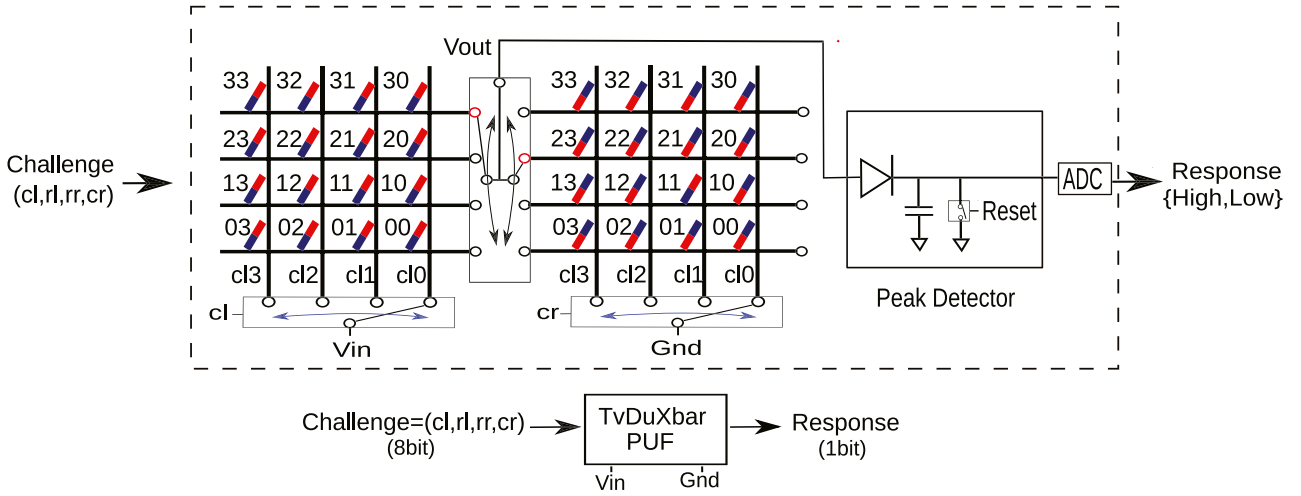 Vout
33 32 31 30
33 32 31 30
23 22 21 20
23 22 21 20
Challenge
(cl,rl,rr,cr)
13 12 11 10
13 12 11 10
ADC
Response
{High,Low}
Reset
03 02 01 00
03 02 01 00
cl3 cl2 cl1 cl0
cl3 cl2 cl1 cl0
Peak Detector
cl
cr
Vin
Gnd
Challenge=(cl,rl,rr,cr)
(8bit)
TvDuXbar
PUF
Response
(1bit)
Vin
Gnd